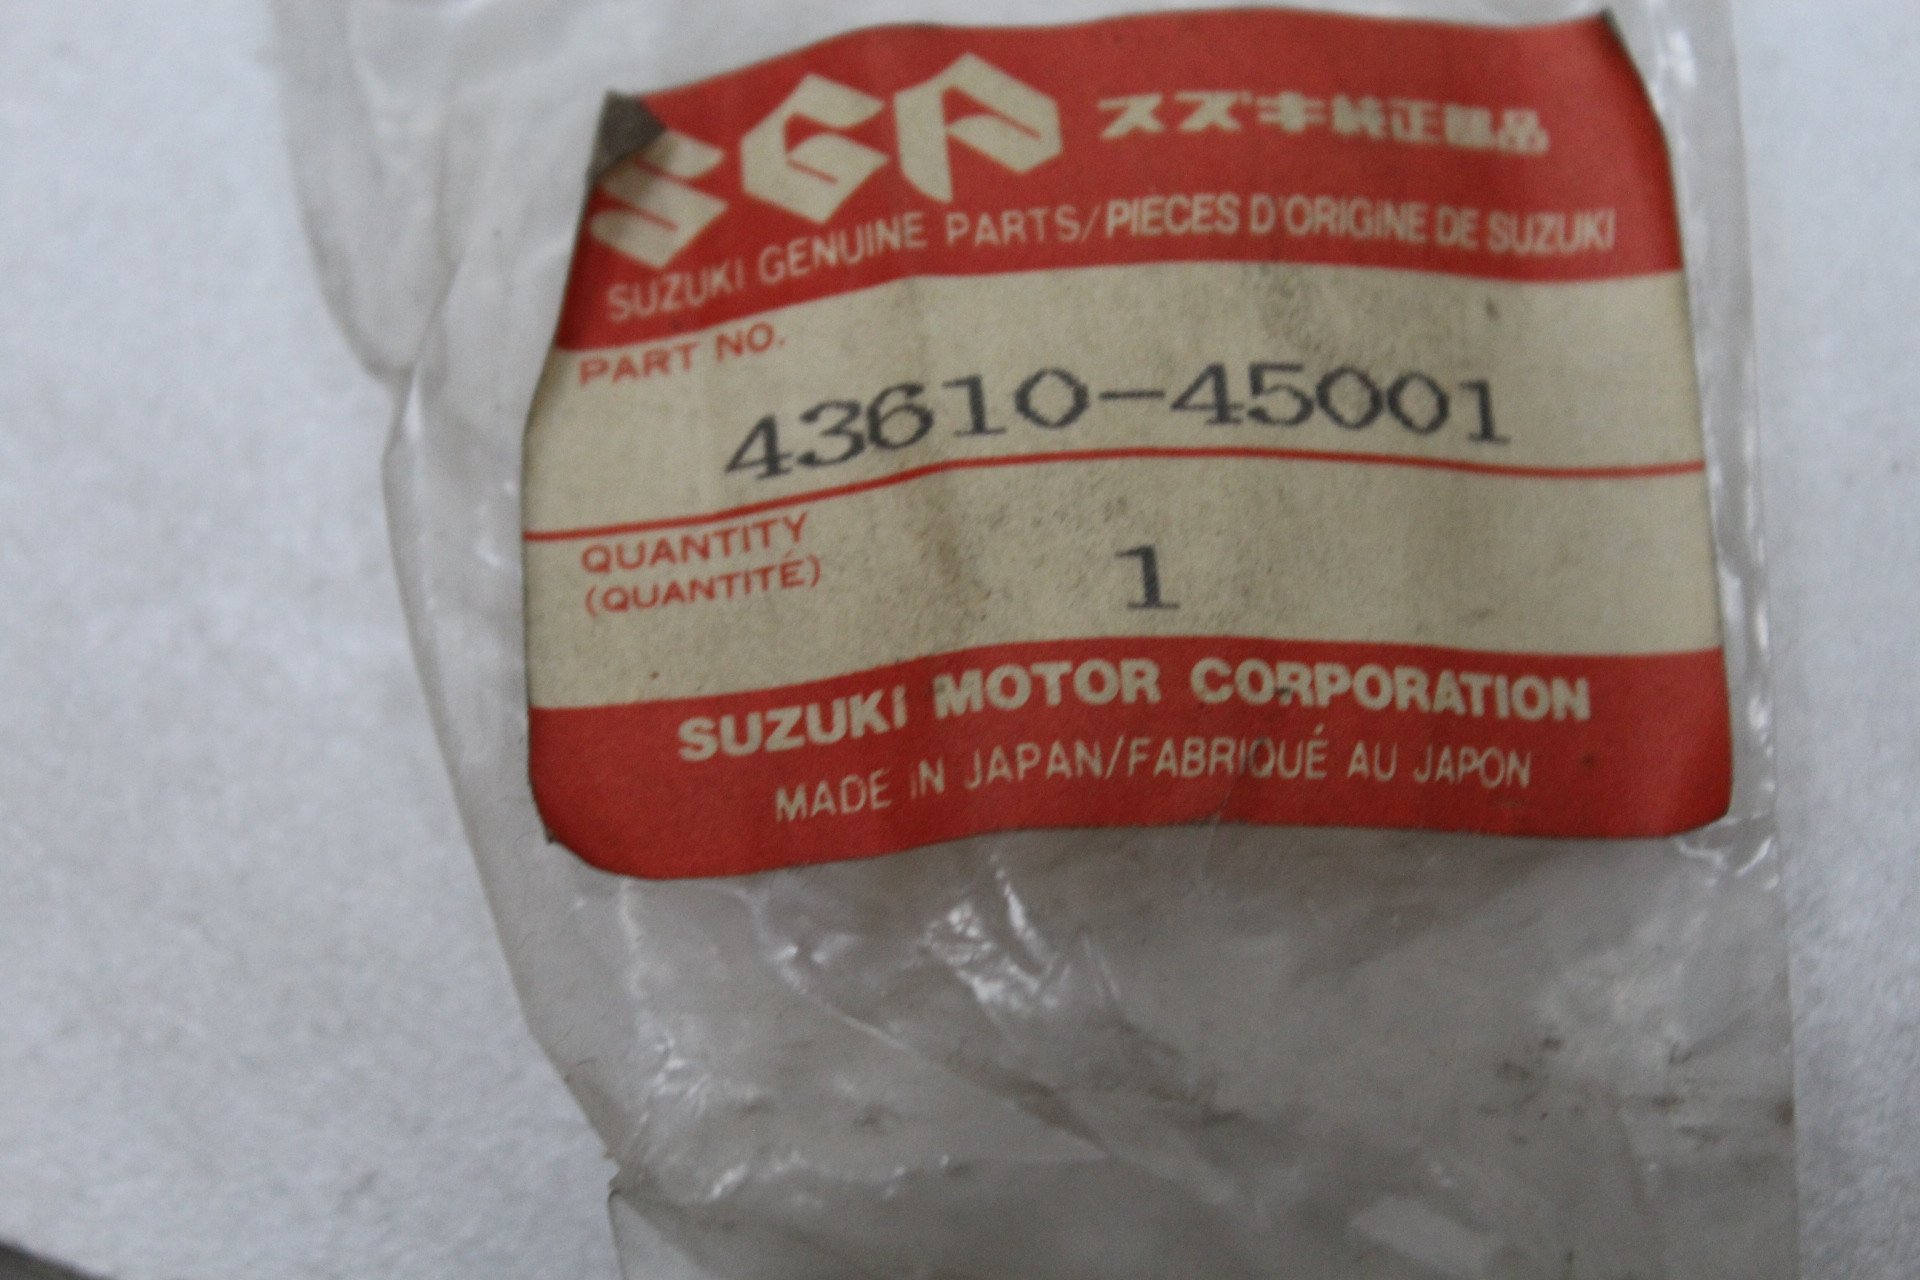 SGP スズキ純正部品
SUZUKI GENUINE PARTS/PIÈCES D'ORIGINE DE SUZUKI
PART NO.
43610-45001
QUANTITY
(QUANTITÉ)
1
SUZUKI MOTOR CORPORATION
MADE IN JAPAN/FABRIQUÉ AU JAPON